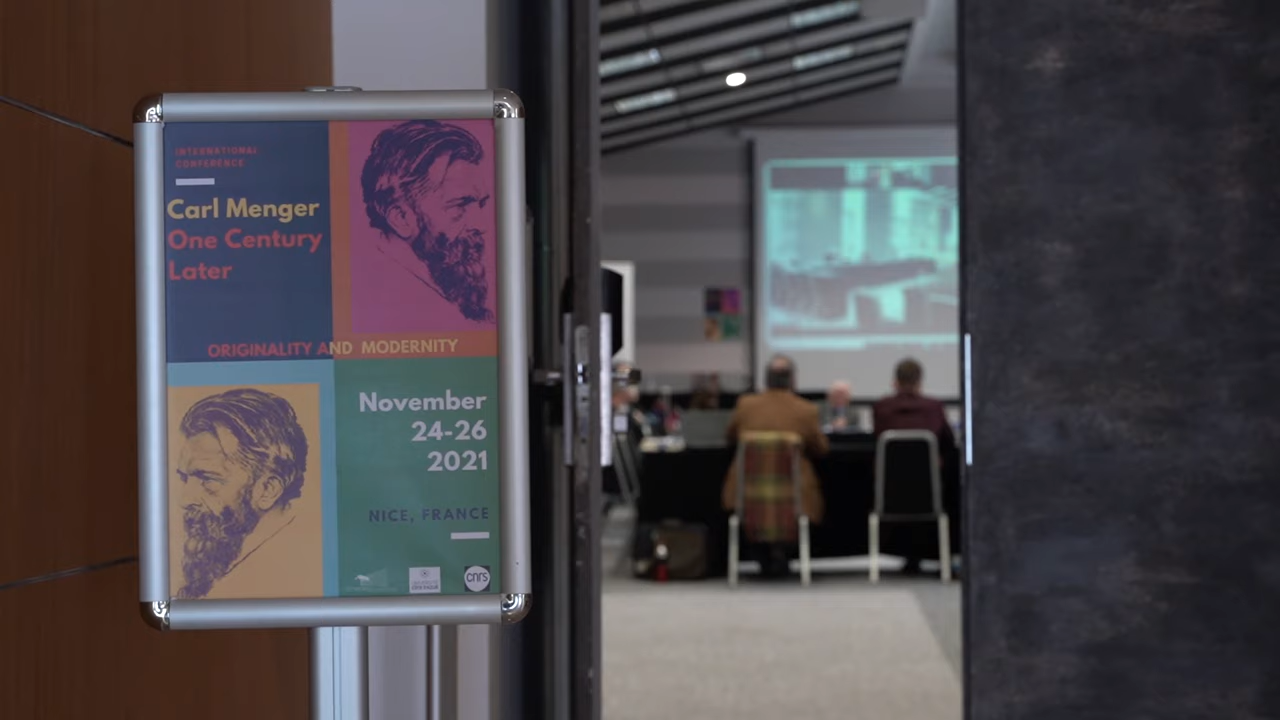 INTERNATIONAL
CONFERENCE
Carl Menger
One Century
Later
ORIGINALITY AND MODERNITY
November
24-26
2021
NICE, FRANCE
cnrs